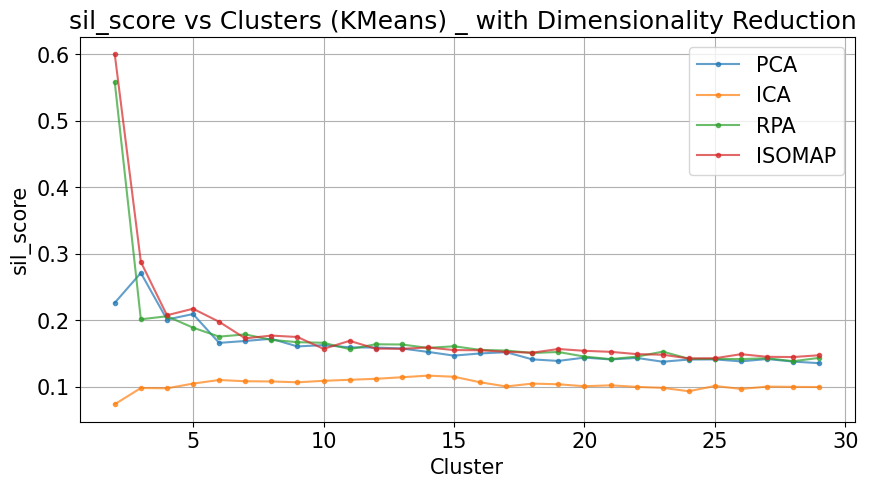 sil_score vs Clusters (KMeans) _ with Dimensionality Reduction
PCA
ICA
RPA
ISOMAP
sil_score
0.6
0.5
0.4
0.3
0.2
0.1
5
10
15
20
25
30
Cluster